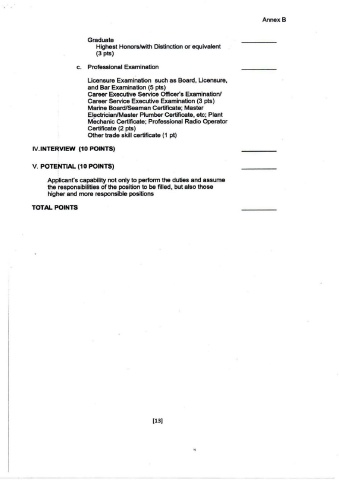 Annex B
Graduate
Highest Honors/with Distinction or equivalent
(3 pts)
c. Professional Examination
Licensure Examination such as Board, Licensure,
and Bar Examination (5 pts)
Career Executive Service Officer's Examination/
Career Service Executive Examination (3 pts)
Marine Board/Seaman Certificate; Master
Electrician/Master Plumber Certificate, etc; Plant
Mechanic Certificate; Professional Radio Operator
Certificate (2 pts)
Other trade skill certificate (1 pt)
IV.INTERVIEW (10 POINTS)
V. POTENTIAL (10 POINTS)
Applicant's capability not only to perform the duties and assume
the responsibilities of the position to be filled, but also those
higher and more responsible positions
TOTAL POINTS
[13]